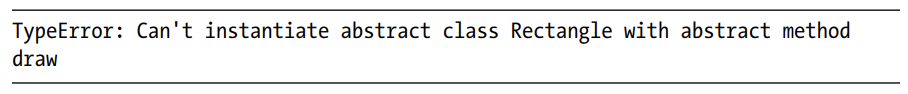 TypeError: Can't instantiate abstract class Rectangle with abstract method
draw